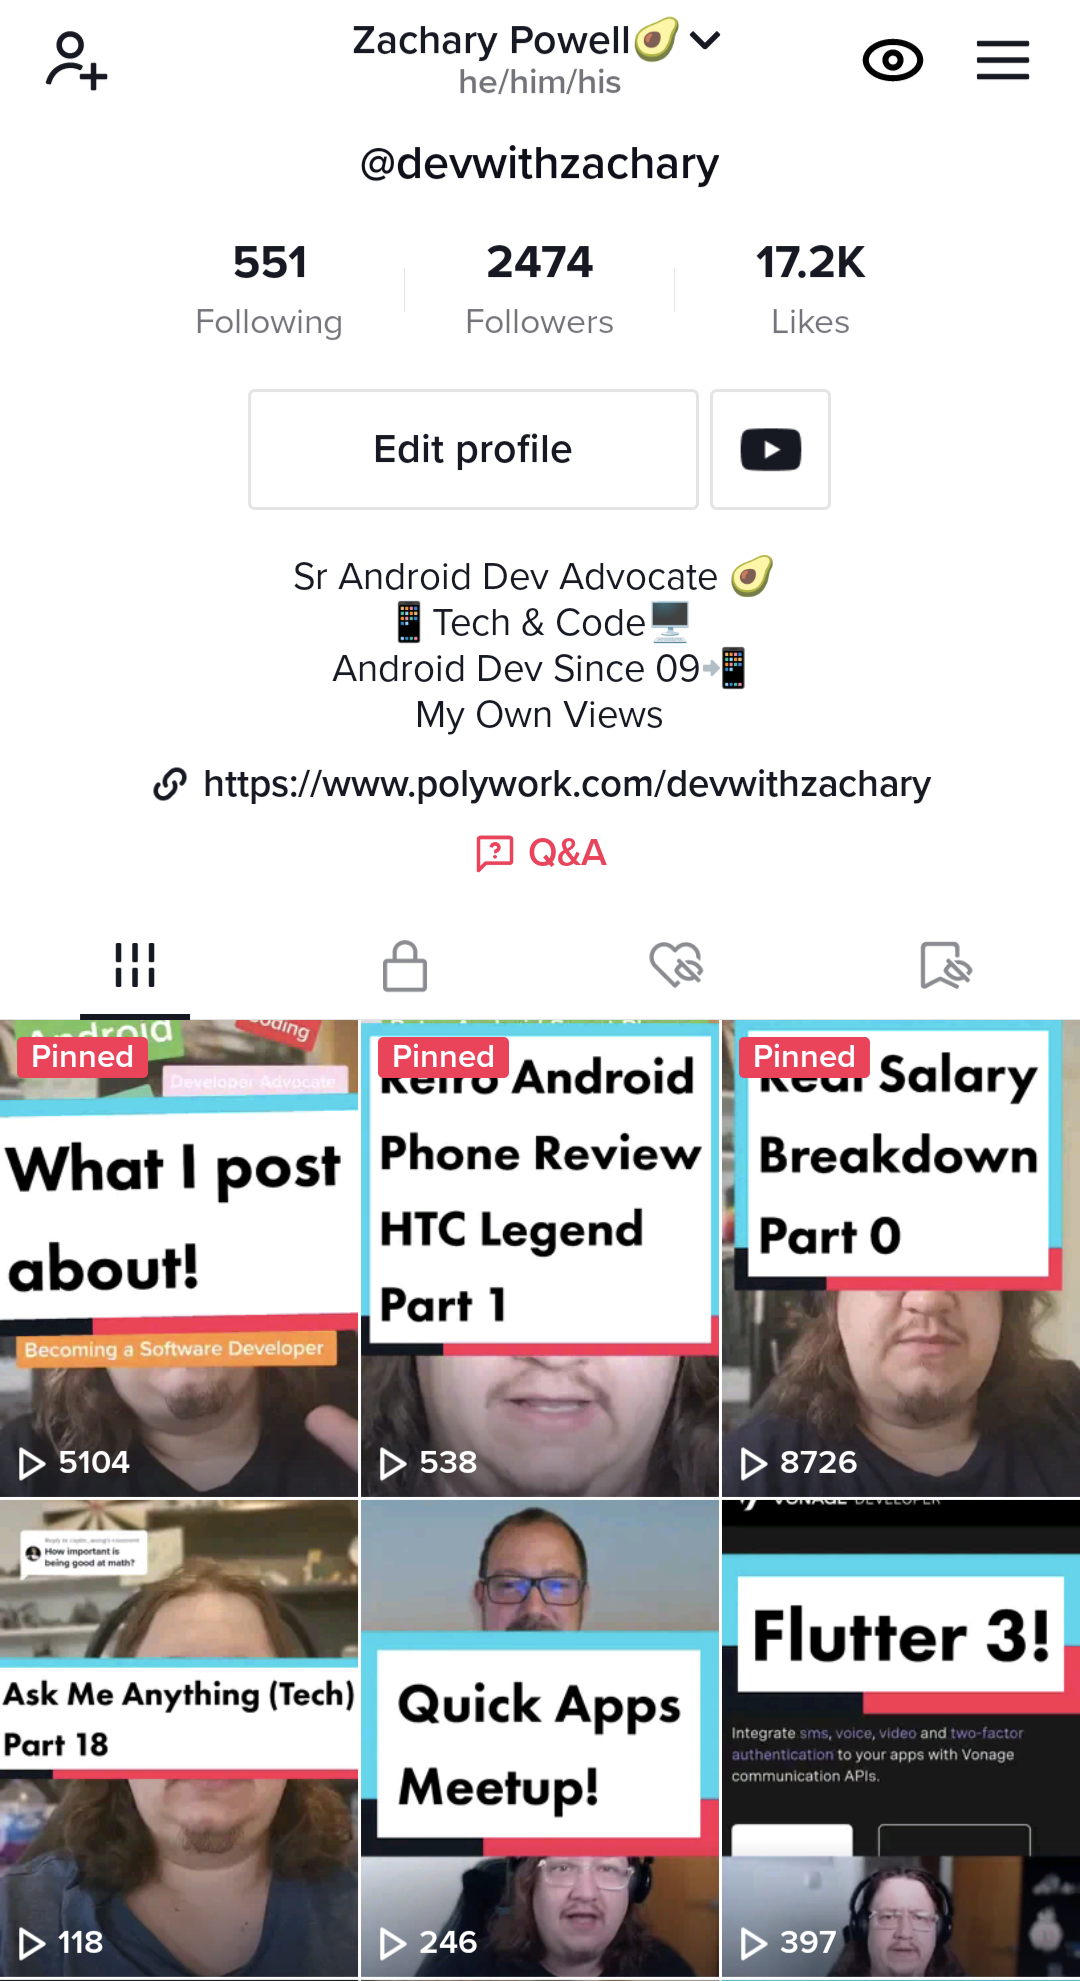 Zachary Powell🥑
he/him/his
@devwithzachary
551
Following
2474
Followers
17.2K
Likes
Edit profile
Sr Android Dev Advocate 🥑
📱Tech & Code🖥️
Android Dev Since 09📲
My Own Views
https://www.polywork.com/devwithzachary
Q&A
Pinned
Android
Coding
Developer Advocate
What I post
about!
Becoming a Software Developer
5104
Pinned
Retro Android
Phone Review
HTC Legend
Part 1
538
Pinned
Real Salary
Breakdown
Part 0
8726
How important is
being good at math?
Ask Me Anything (Tech)
Part 18
118
Quick Apps
Meetup!
246
VONAGE DEVELOPER
Flutter 3!
Integrate sms, voice, video and two-factor
authentication to your apps with Vonage
communication APIs.
397